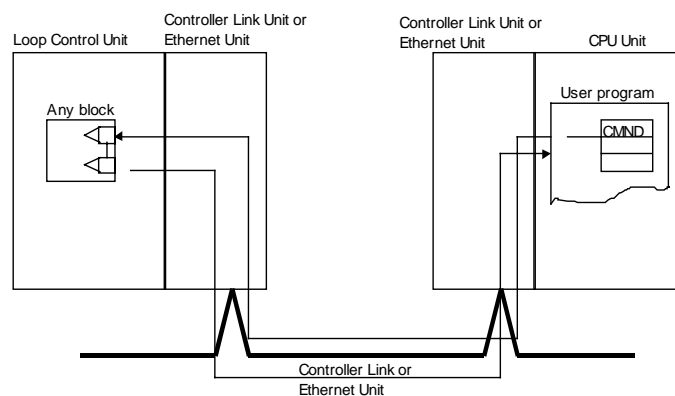 Controller Link Unit or
Ethernet Unit
Loop Control Unit
Any block
Controller Link Unit or
Ethernet Unit
CPU Unit
User program
CMND
Controller Link or
Ethernet Unit